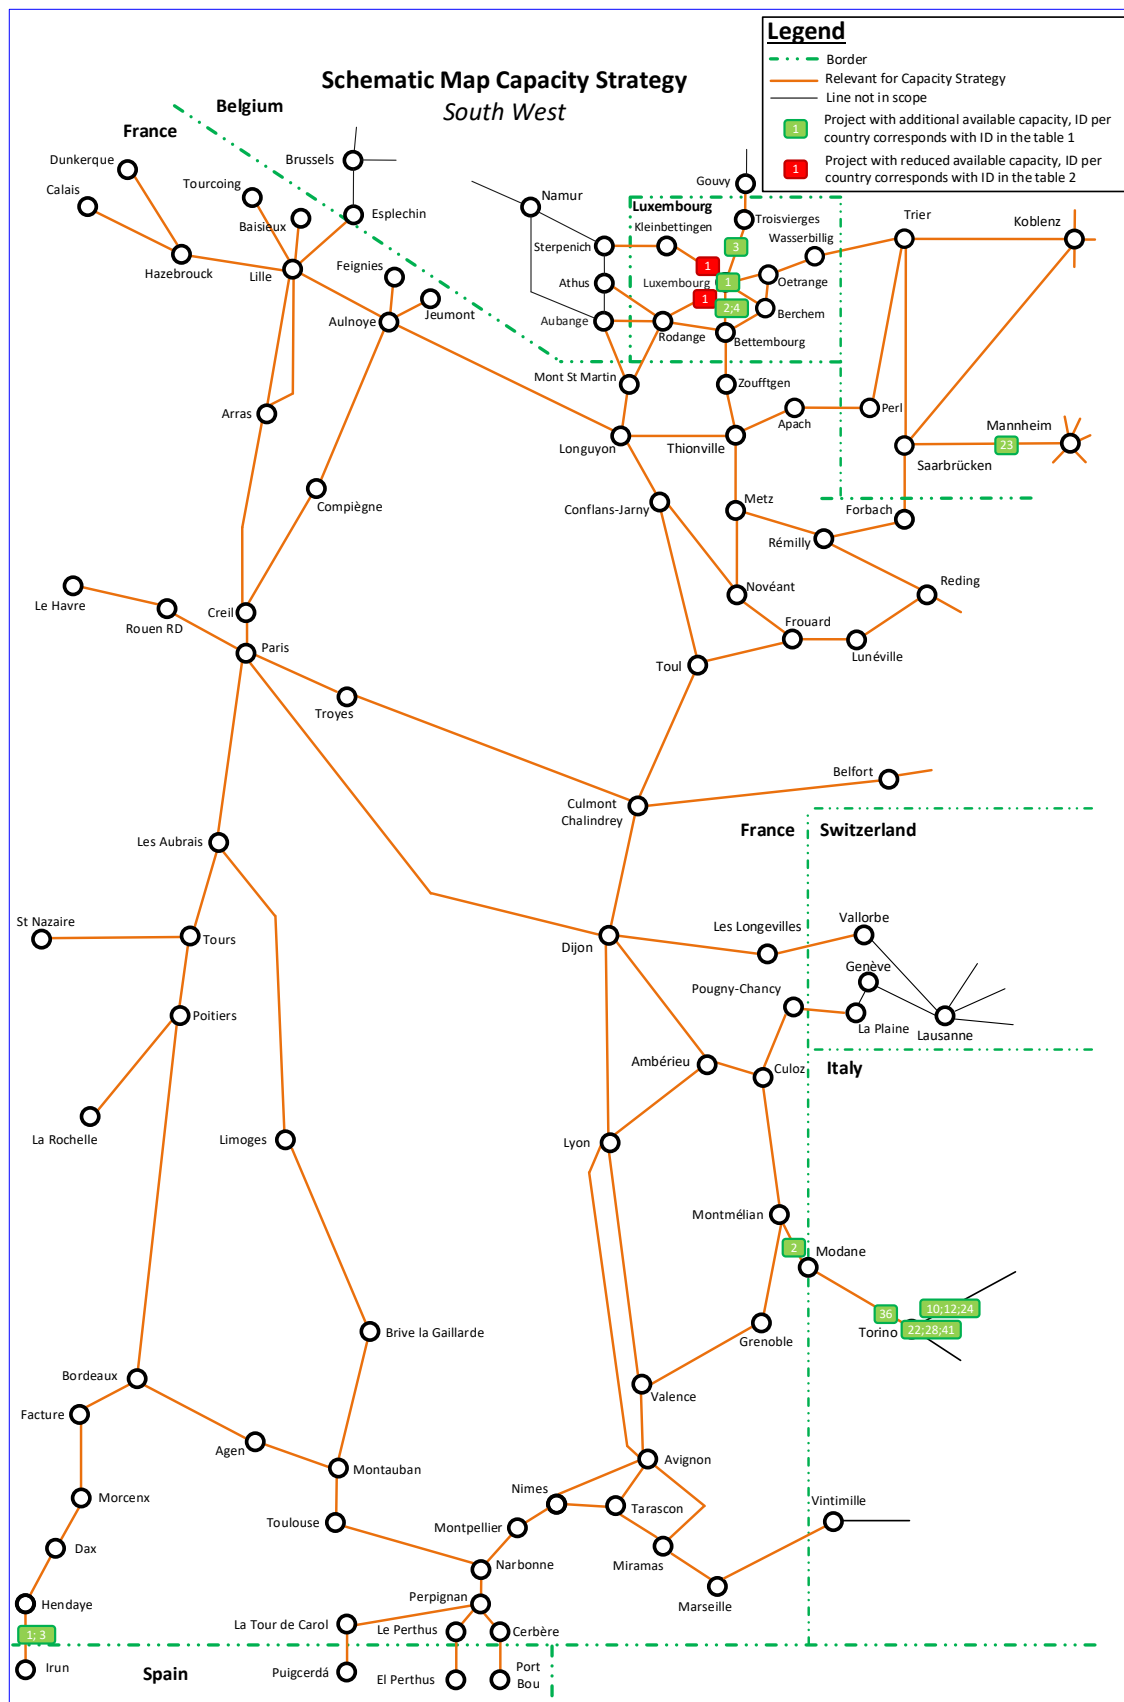 Legend
Border
Relevant for Capacity Strategy
Line not in scope
1
Project with additional available capacity, ID per
country corresponds with ID in the table 1
1
Project with reduced available capacity, ID per
country corresponds with ID in the table 2
Schematic Map Capacity Strategy
South West
Belgium
France
Dunkerque
Calais
Tourcoing
Baisieux
Brussels
Esplechin
Hazebrouck
Lille
Feignies
Jeumont
Aulnoye
Namur
Gouvy
Luxembourg
Kleinbettingen
Troisvierges
Sterpenich
3
Wasserbillig
Trier
Koblenz
1
Athus
Luxembourg
1
Oetrange
1
2;4
Berchem
Aubange
Rodange
Bettembourg
Mont St Martin
Zoufftgen
Arras
Apach
Perl
Mannheim
Longuyon
Thionville
23
Saarbrücken
Compiègne
Conflans-Jarny
Metz
Forbach
Rémilly
Le Havre
Rouen RD
Creil
Novéant
Reding
Paris
Frouard
Lunéville
Toul
Troyes
Belfort
Culmont
Chalindrey
France
Switzerland
Les Aubrais
St Nazaire
Tours
Dijon
Les Longevilles
Vallorbe
Genève
Pougny-Chancy
La Plaine
Lausanne
Poitiers
Ambérieu
Culoz
Italy
La Rochelle
Limoges
Lyon
Montmélian
2
Modane
36
10;12;24
Torino
22;28;41
Brive la Gaillarde
Grenoble
Bordeaux
Valence
Facture
Agen
Montauban
Avignon
Morcenx
Nimes
Tarascon
Vintimille
Toulouse
Montpellier
Dax
Miramas
Narbonne
Marseille
Hendaye
Perpignan
La Tour de Carol
Le Perthus
Cerbère
1; 3
Irun
Spain
Puigcerdá
El Perthus
Port
Bou